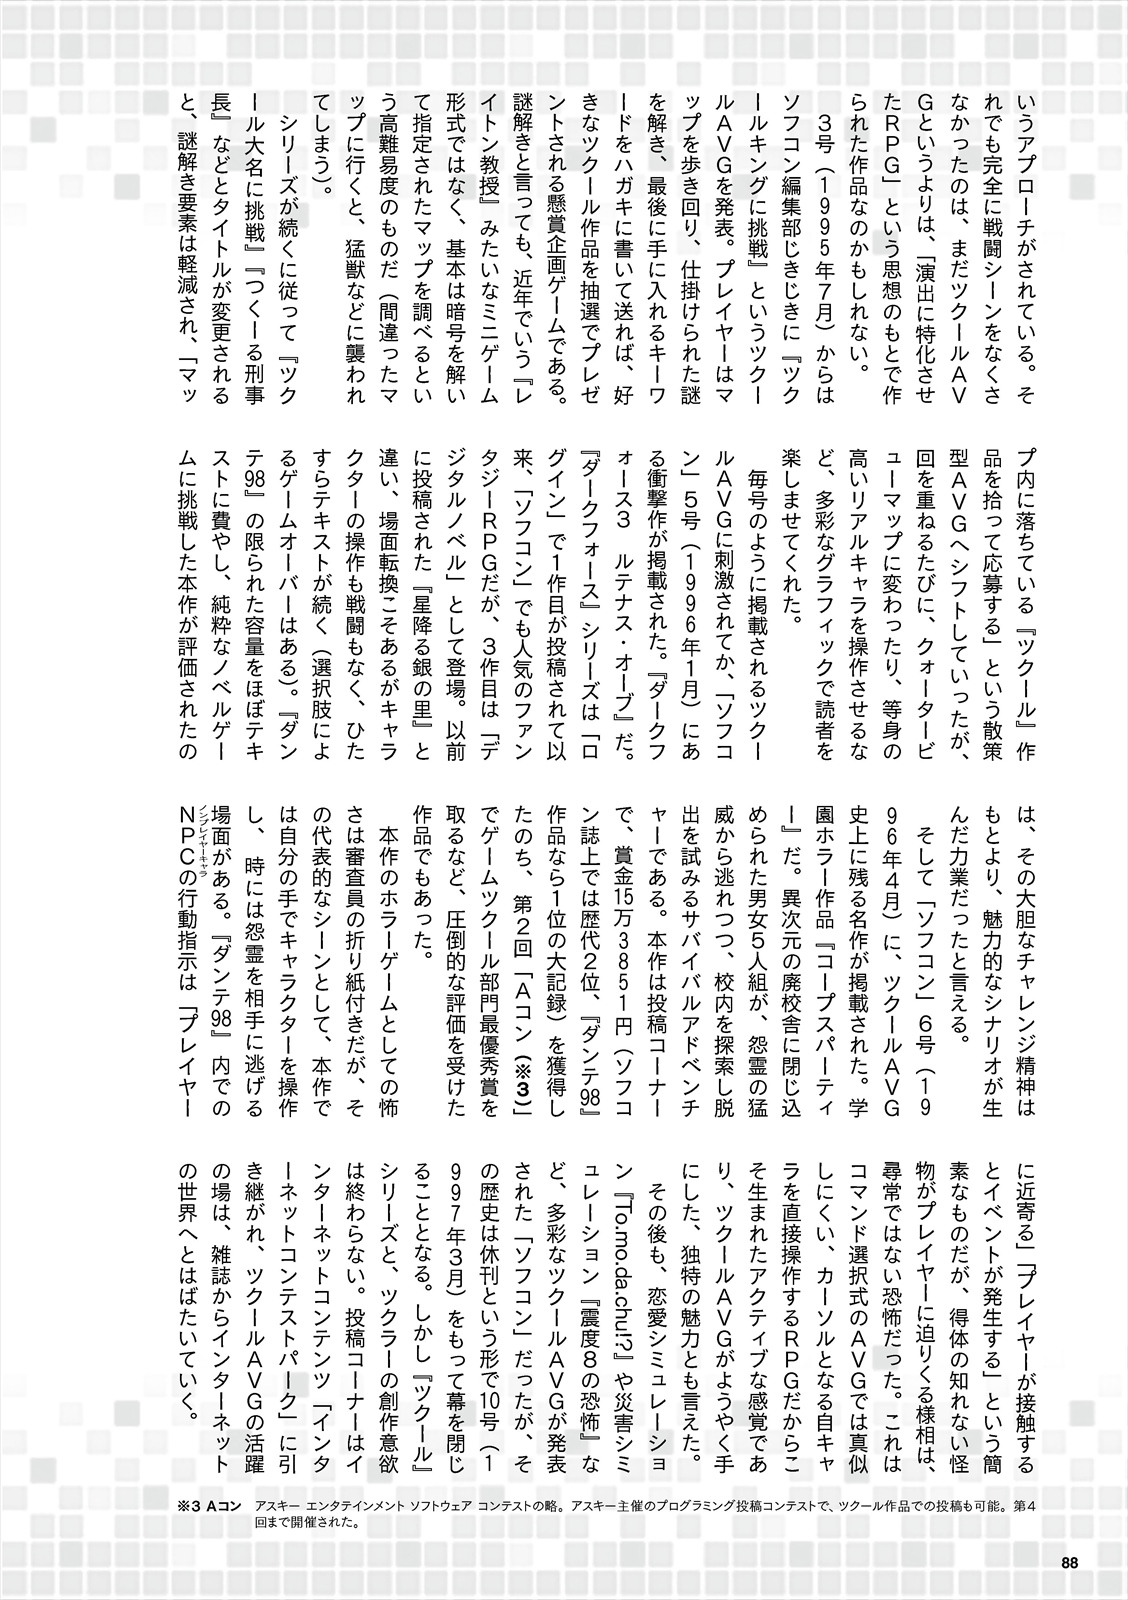 いうアプローチがされている。そ
れでも完全に戦闘シーンをなくさ
なかったのは、まだツクールAV
Gというよりは、「演出に特化させ
たRPG」という思想のもとで作
られた作品なのかもしれない。
　3号（1995年7月）からは
ソフコン編集部じきじきに『ツク
ールキングに挑戦』というツクー
ルAVGを発表。プレイヤーはマ
ップを歩き回り、仕掛けられた謎
を解き、最後に手に入れるキーワ
ードをハガキに書いて送れば、好
きなツクール作品を抽選でプレゼ
ントされる懸賞企画ゲームである。
謎解きと言っても、近年でいう『レ
イトン教授』みたいなミニゲーム
形式ではなく、基本は暗号を解い
て指定されたマップを調べるとい
う高難易度のものだ（間違ったマ
ップに行くと、猛獣などに襲われ
てしまう）。
　シリーズが続くに従って『ツク
ール大名に挑戦』『つくーる刑事
長』などとタイトルが変更される
と、謎解き要素は軽減され、「マッ
プ内に落ちている『ツクール』作
品を拾って応募する」という散策
型AVGへシフトしていったが、
回を重ねるたびに、クォータービ
ューマップに変わったり、等身の
高いリアルキャラを操作させるな
ど、多彩なグラフィックで読者を
楽しませてくれた。
　毎号のように掲載されるツクー
ルAVGに刺激されてか、「ソフコ
ン」5号（1996年1月）にあ
る衝撃作が掲載された。『ダークフ
ォース3　ルテナス・オーブ』だ。
『ダークフォース』シリーズは「ロ
グイン」で1作目が投稿されて以
来、「ソフコン」でも人気のファン
タジーRPGだが、3作目は「デ
ジタルノベル」として登場。以前
に投稿された『星降る銀の里』と
違い、場面転換こそあるがキャラ
クターの操作も戦闘もなく、ひた
すらテキストが続く（選択肢によ
るゲームオーバーはある）。『ダン
テ98』の限られた容量をほぼテキ
ストに費やし、純粋なノベルゲー
ムに挑戦した本作が評価されたの
は、その大胆なチャレンジ精神は
もとより、魅力的なシナリオが生
んだ力業だったと言える。
　そして「ソフコン」6号（19
96年4月）に、ツクールAVG
史上に残る名作が掲載された。学
園ホラー作品『コープスパーティ
ー』だ。異次元の廃校舎に閉じ込
められた男女5人組が、怨霊の猛
威から逃れつつ、校内を探索し脱
出を試みるサバイバルアドベンチ
ャーである。本作は投稿コーナー
で、賞金15万3851円（ソフコ
ン誌上では歴代2位、『ダンテ98』
作品なら1位の大記録）を獲得し
たのち、第2回「Aコン（※3）」
でゲームツクール部門最優秀賞を
取るなど、圧倒的な評価を受けた
作品でもあった。
　本作のホラーゲームとしての怖
さは審査員の折り紙付きだが、そ
の代表的なシーンとして、本作で
は自分の手でキャラクターを操作
し、時には怨霊を相手に逃げる
場面がある。『ダンテ98』内での
ノンプレイヤーキャラ
NPCの行動指示は「プレイヤー
に近寄る」「プレイヤーが接触する
とイベントが発生する」という簡
素なものだが、得体の知れない怪
物がプレイヤーに迫りくる様相は、
尋常ではない恐怖だった。これは
コマンド選択式のAVGでは真似
しにくい、カーソルとなる自キャ
ラを直接操作するRPGだからこ
そ生まれたアクティブな感覚であ
り、ツクールAVGがようやく手
にした、独特の魅力とも言えた。
　その後も、恋愛シミュレーショ
ン『To.mo.da.chu!?』や災害シミ
ュレーション『震度8の恐怖』な
ど、多彩なツクールAVGが発表
された「ソフコン」だったが、そ
の歴史は休刊という形で10号（1
997年3月）をもって幕を閉じ
ることとなる。しかし『ツクール』
シリーズと、ツクラーの創作意欲
は終わらない。投稿コーナーはイ
ンターネットコンテンツ「インタ
ーネットコンテストパーク」に引
き継がれ、ツクールAVGの活躍
の場は、雑誌からインターネット
の世界へとはばたいていく。
※3 Aコン　アスキー エンタテインメント ソフトウェア コンテストの略。アスキー主催のプログラミング投稿コンテストで、ツクール作品での投稿も可能。第4
回まで開催された。
88